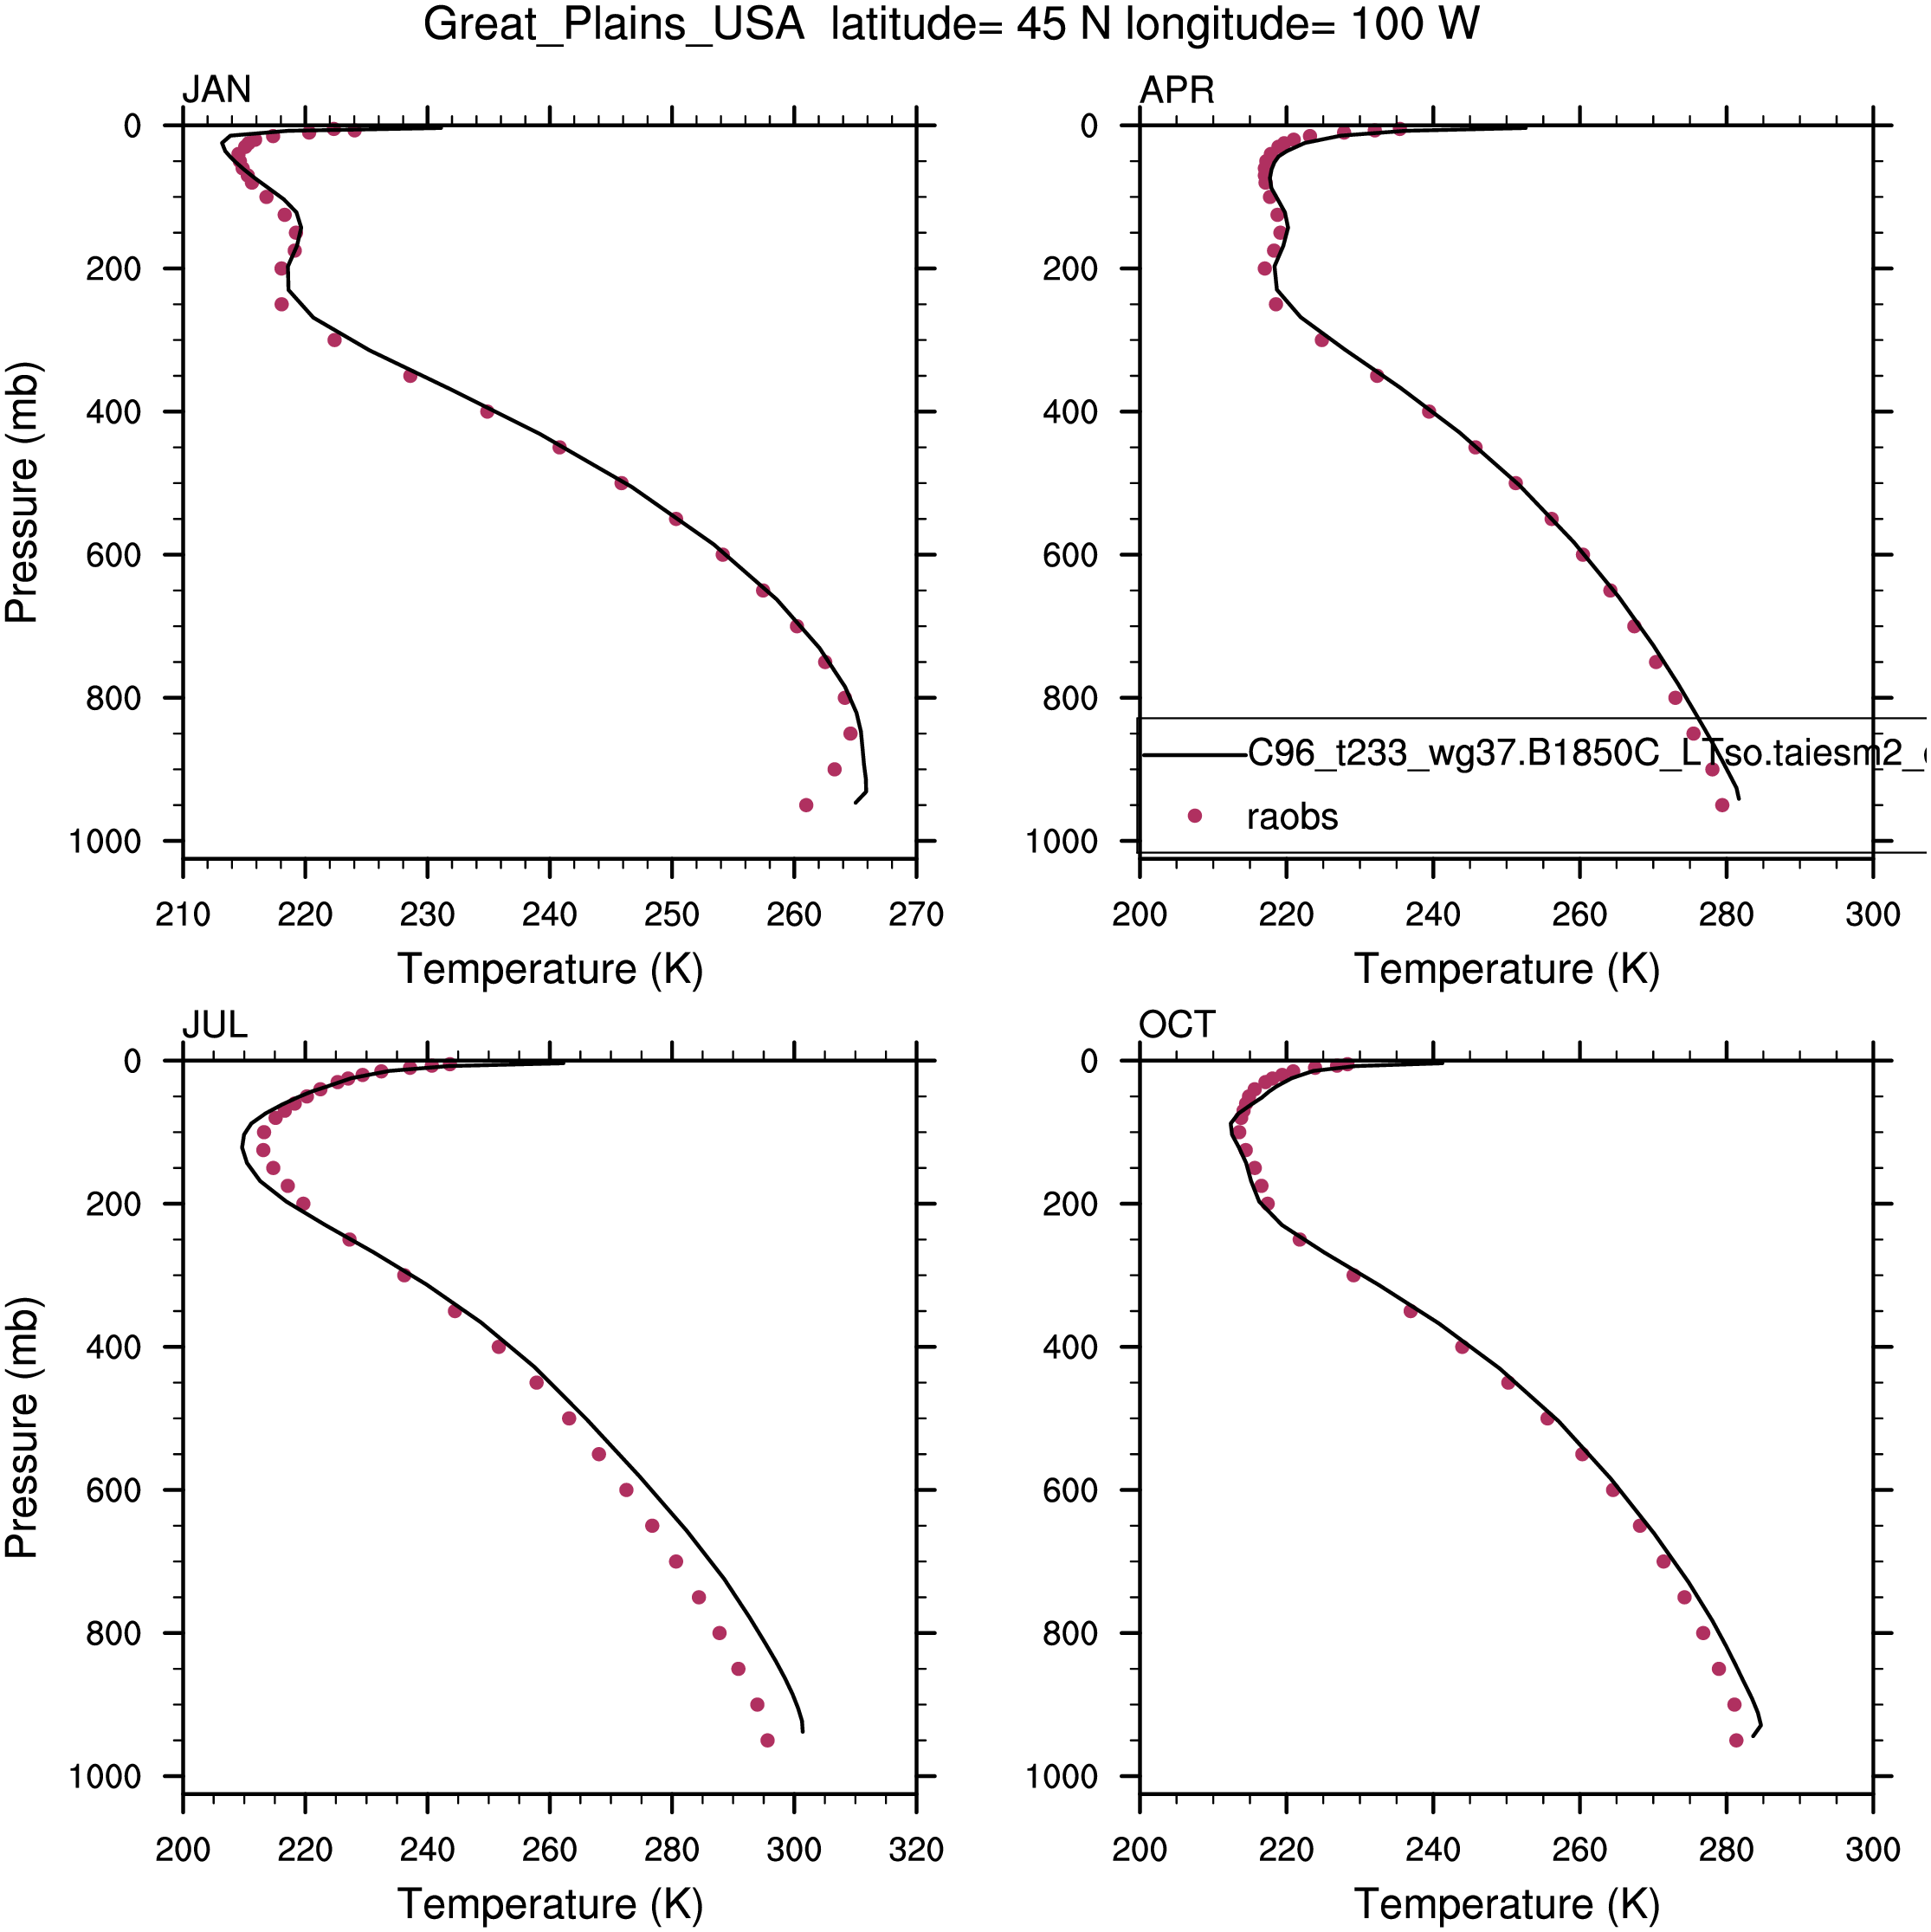 Great_Plains_USA latitude= 45 N longitude= 100 W
JAN
0
200
400
600
800
1000
Pressure (mb)
210 220 230 240 250 260 270
Temperature (K)
APR
0
200
400
600
800
1000
C96_t233_wg37.B1850C_LTso.taiesm2_
raobs
200 220 240 260 280 300
Temperature (K)
JUL
0
200
400
600
800
1000
Pressure (mb)
200 220 240 260 280 300 320
Temperature (K)
OCT
0
200
400
600
800
1000
200 220 240 260 280 300
Temperature (K)